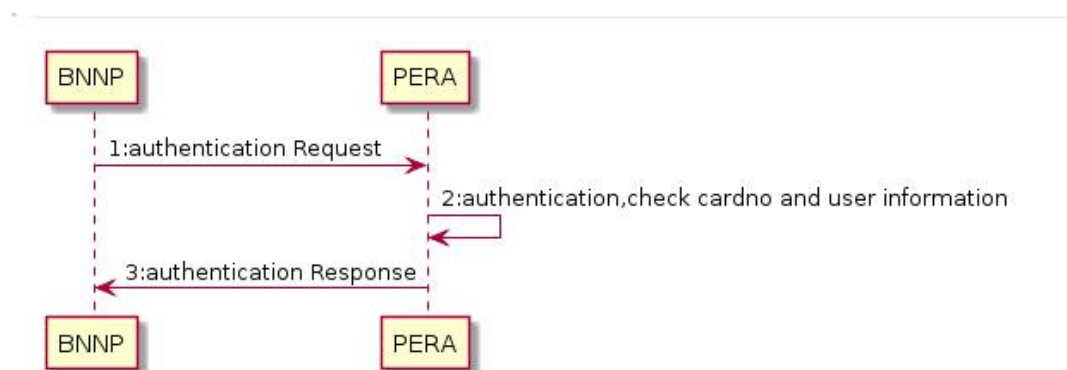 BNNP
PERA
1:authentication Request
2:authentication,check cardno and user information
3:authentication Response
BNNP
PERA